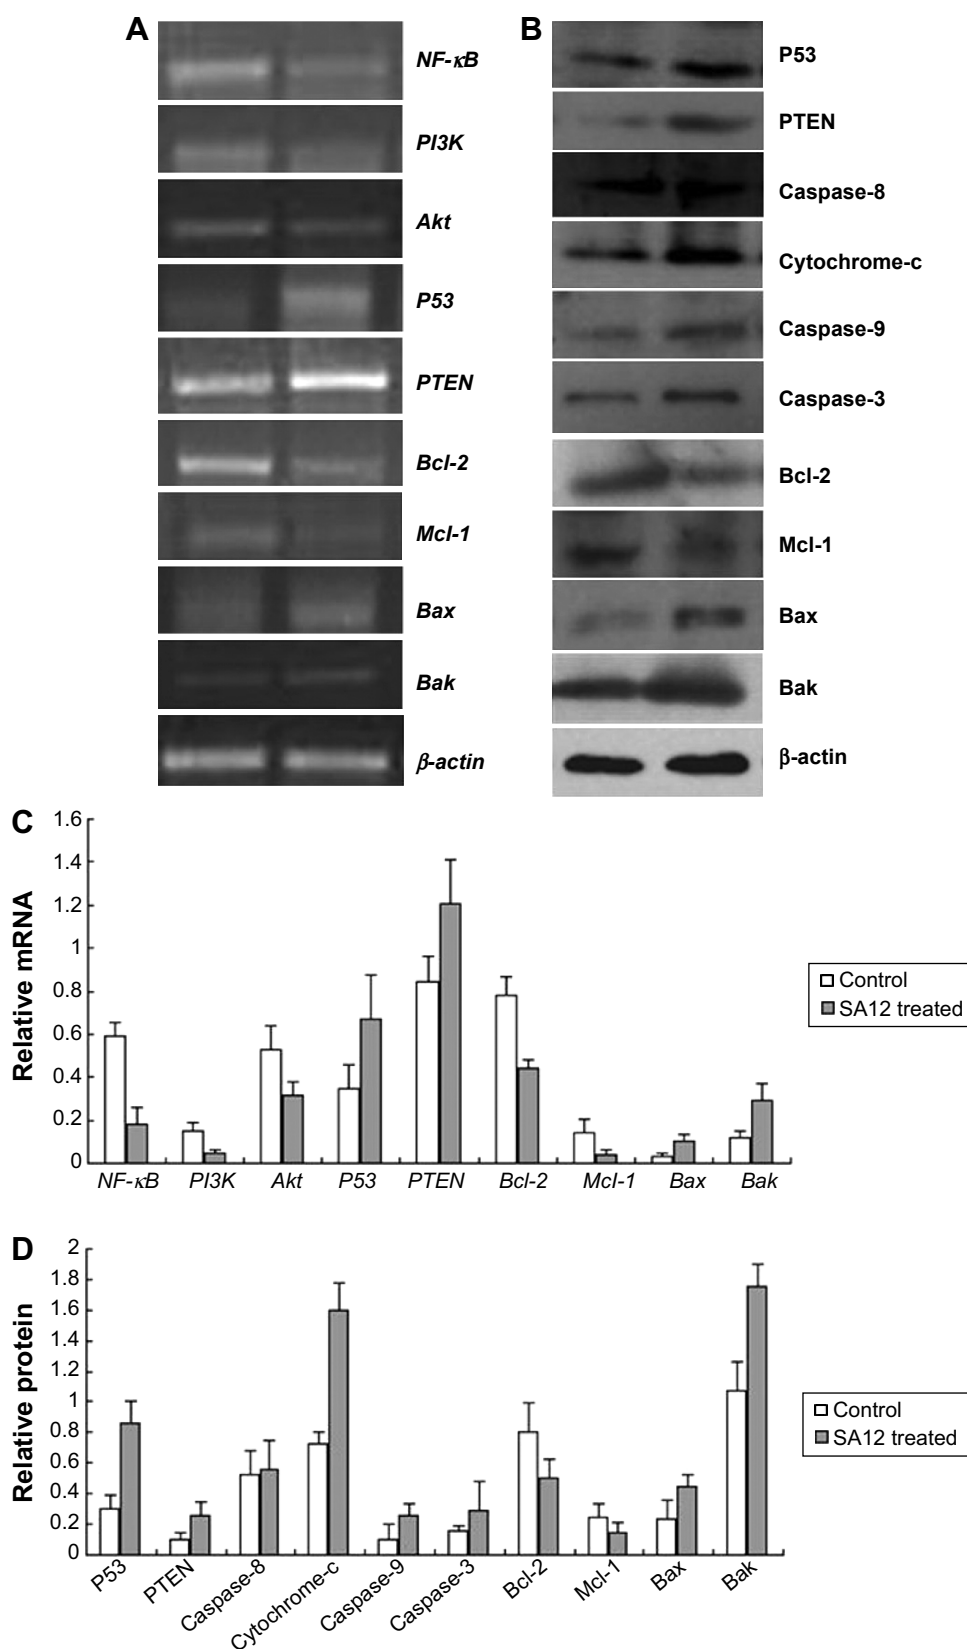 A
NF-κB
PI3K
Akt
P53
PTEN
Bcl-2
Mcl-1
Bax
Bak
β-actin
B
P53
PTEN
Caspase-8
Cytochrome-c
Caspase-9
Caspase-3
Bcl-2
Mcl-1
Bax
Bak
β-actin
C
Relative mRNA
1.6
1.4
1.2
1
0.8
0.6
0.4
0.2
0
NF-κB PI3K Akt P53 PTEN Bcl-2 Mcl-1 Bax Bak
Control
SA12 treated
D
Relative protein
2
1.8
1.6
1.4
1.2
1
0.8
0.6
0.4
0.2
0
P53 PTEN Caspase-8 Cytochrome-c Caspase-9 Caspase-3 Bcl-2 Mcl-1 Bax Bak
Control
SA12 treated